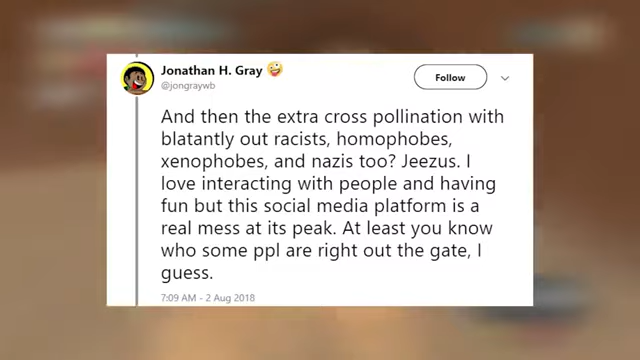 Jonathan H. Gray 🤪
@jongraywb
Follow
And then the extra cross pollination with
blatantly out racists, homophobes,
xenophobes, and nazis too? Jeezus. I
love interacting with people and having
fun but this social media platform is a
real mess at its peak. At least you know
who some ppl are right out the gate, I
guess.
7:09 AM - 2 Aug 2018